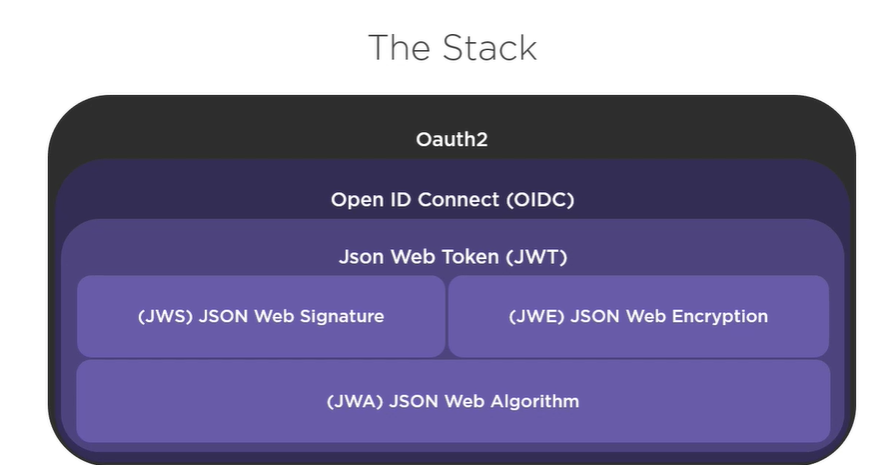 The Stack
Oauth2
Open ID Connect (OIDC)
Json Web Token (JWT)
(JWS) JSON Web Signature
(JWE) JSON Web Encryption
(JWA) JSON Web Algorithm